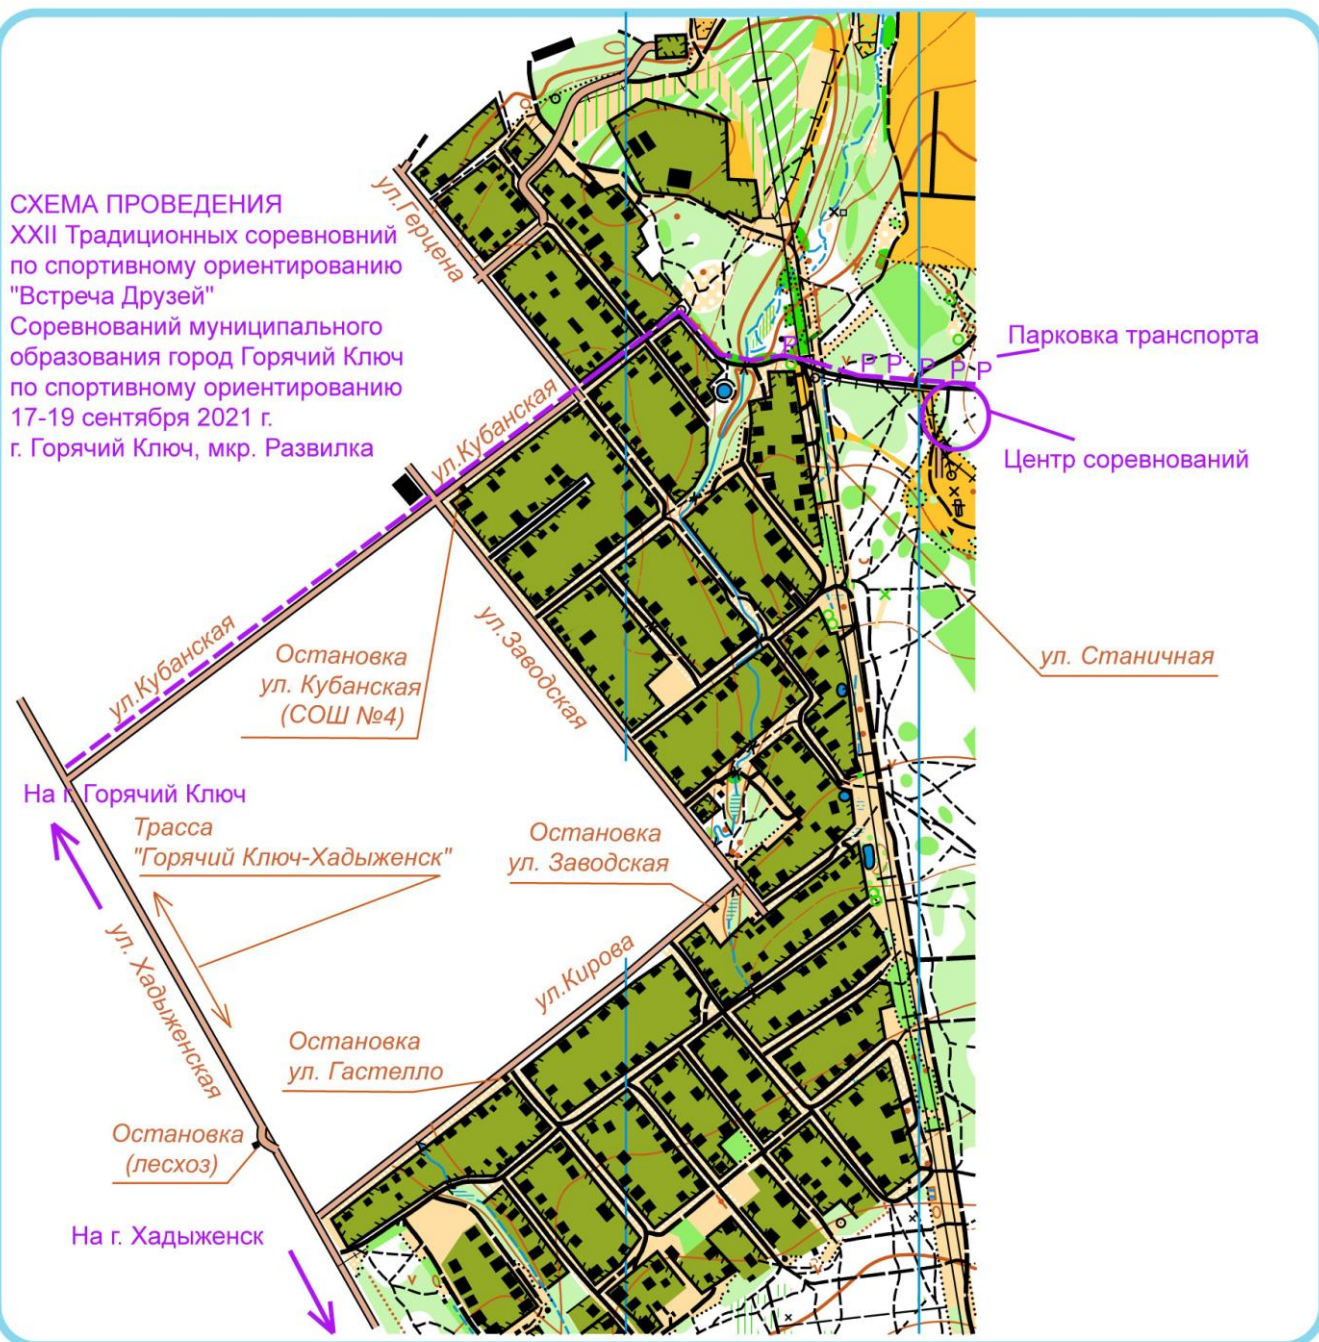 СХЕМА ПРОВЕДЕНИЯ
XXII Традиционных соревновний
по спортивному ориентированию
"Встреча Друзей"
Соревнований муниципального
образования город Горячий Ключ
по спортивному ориентированию
17-19 сентября 2021 г.
г. Горячий Ключ, мкр. Развилка
ул.Герцена
Парковка транспорта
P
P P P P P
Центр соревнований
ул.Кубанская
ул.Кубанская
Остановка
ул. Кубанская
(СОШ №4)
ул.Заводская
ул. Станичная
На г. Горячий Ключ
Трасса
"Горячий Ключ-Хадыженск"
Остановка
ул. Заводская
ул. Хадыженская
ул.Кирова
Остановка
ул. Гастелло
Остановка
(лесхоз)
На г. Хадыженск